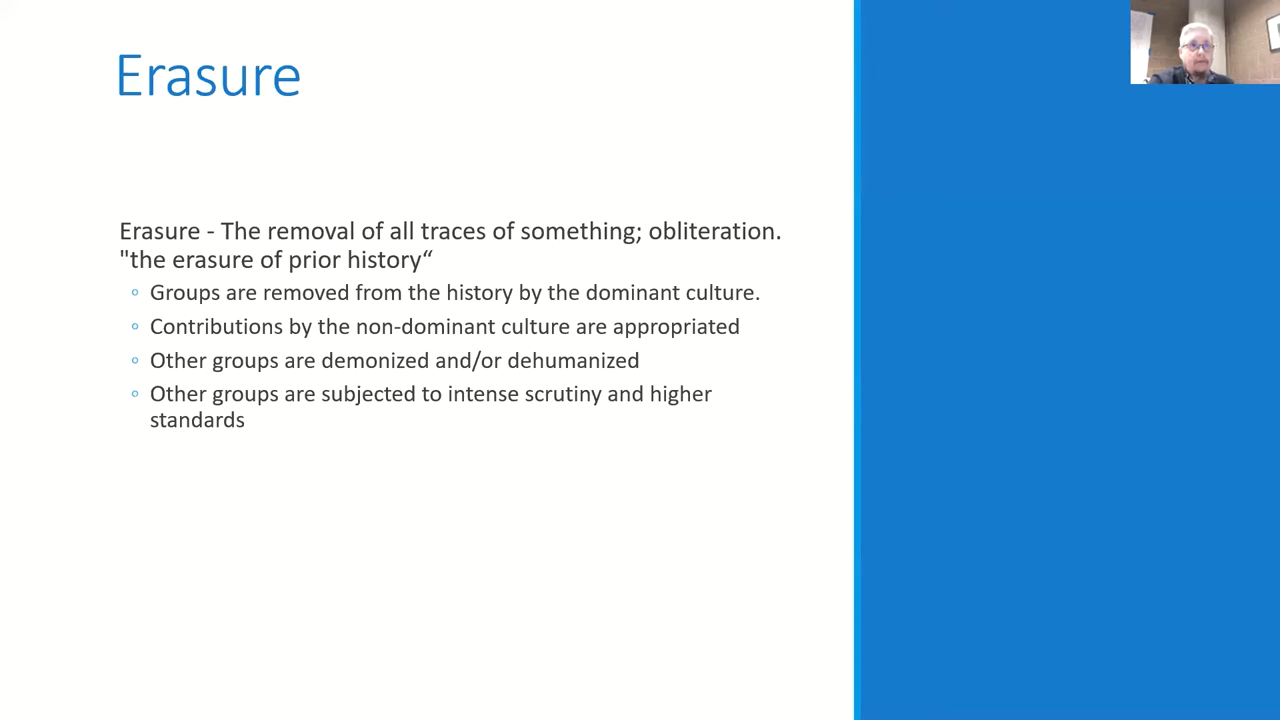 Erasure
Erasure - The removal of all traces of something; obliteration.
"the erasure of prior history“
◦ Groups are removed from the history by the dominant culture.
◦ Contributions by the non-dominant culture are appropriated
◦ Other groups are demonized and/or dehumanized
◦ Other groups are subjected to intense scrutiny and higher
standards